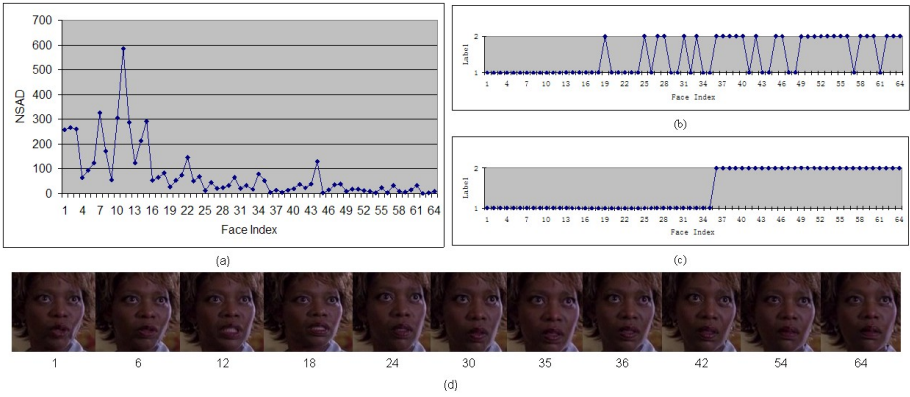 700
600
500
400
300
200
100
0
NSAD
1 4 7 10 13 16 19 22 25 28 31 34 37 40 43 46 49 52 55 58 61 64
Face Index
(a)
2
Label
1
1 4 7 10 13 16 19 22 25 28 31 34 37 40 43 46 49 52 55 58 61 64
Face Index
(b)
2
Label
1
1 4 7 10 13 16 19 22 25 28 31 34 37 40 43 46 49 52 55 58 61 64
Face Index
(c)
1 6 12 18 24 30 35 36 42 54 64
(d)